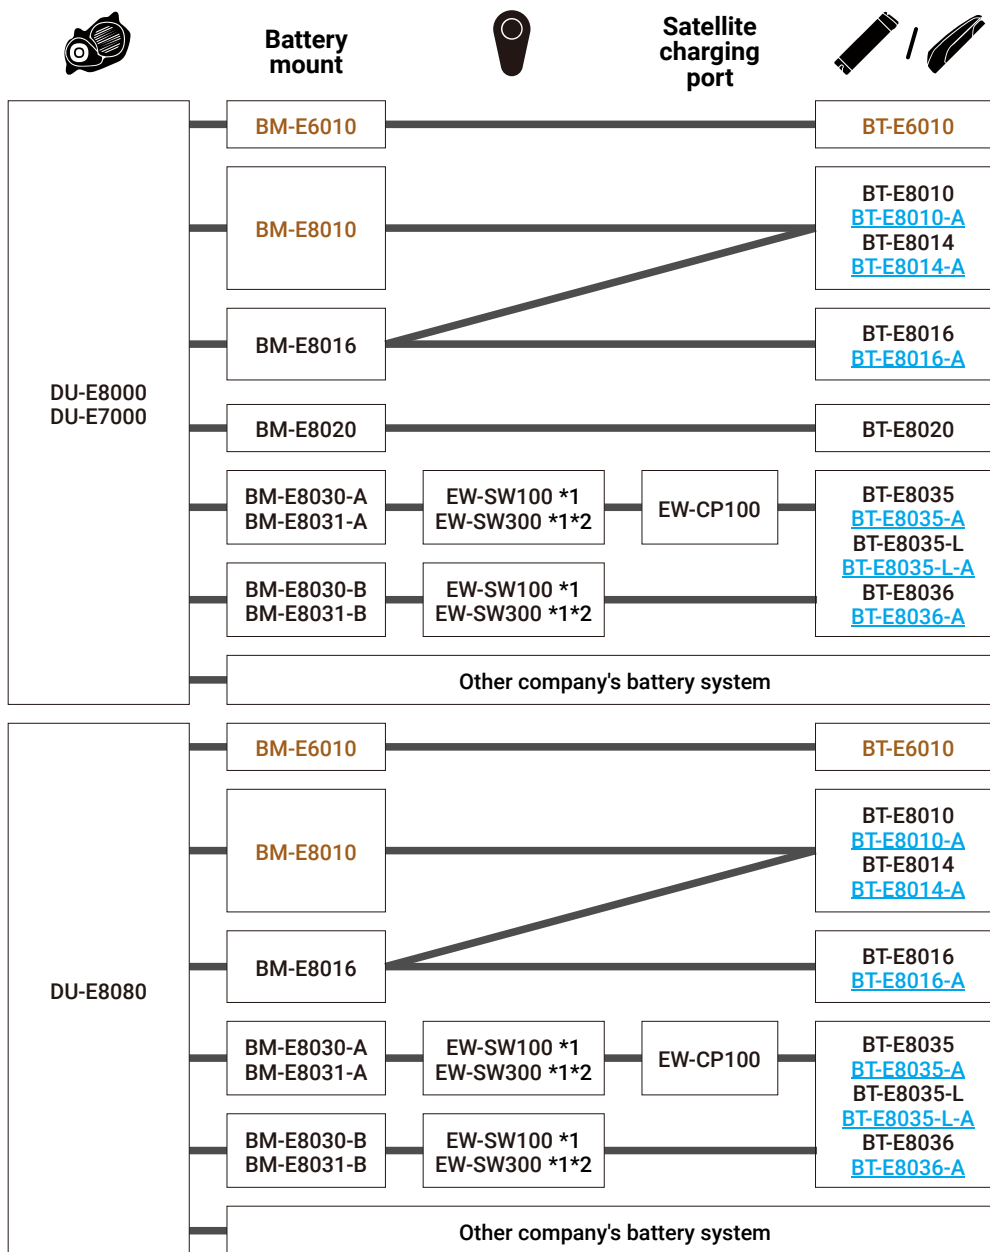 Battery
mount
Satellite
charging
port
DU-E8000
DU-E7000
BM-E6010
BT-E6010
BM-E8010
BT-E8010
BT-E8010-A
BT-E8014
BT-E8014-A
BM-E8016
BT-E8016
BT-E8016-A
BM-E8020
BT-E8020
BM-E8030-A
BM-E8031-A
EW-SW100 *1
EW-SW300 *1*2
EW-CP100
BT-E8035
BT-E8035-A
BT-E8035-L
BT-E8035-L-A
BT-E8036
BT-E8036-A
BM-E8030-B
BM-E8031-B
EW-SW100 *1
EW-SW300 *1*2
Other company's battery system
DU-E8080
BM-E6010
BT-E6010
BM-E8010
BT-E8010
BT-E8010-A
BT-E8014
BT-E8014-A
BM-E8016
BT-E8016
BT-E8016-A
BM-E8030-A
BM-E8031-A
EW-SW100 *1
EW-SW300 *1*2
EW-CP100
BT-E8035
BT-E8035-A
BT-E8035-L
BT-E8035-L-A
BT-E8036
BT-E8036-A
BM-E8030-B
BM-E8031-B
EW-SW100 *1
EW-SW300 *1*2
Other company's battery system